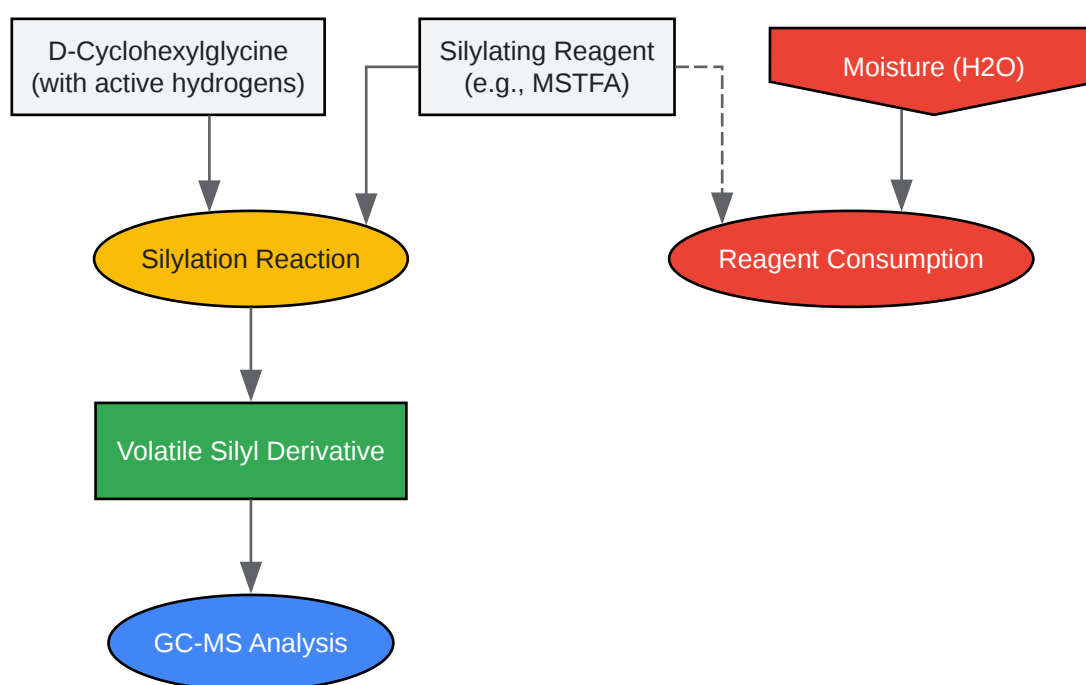 D-Cyclohexylglycine
(with active hydrogens)
Silylating Reagent
(e.g., MSTFA)
Moisture (H2O)
Silylation Reaction
Reagent Consumption
Volatile Silyl Derivative
GC-MS Analysis